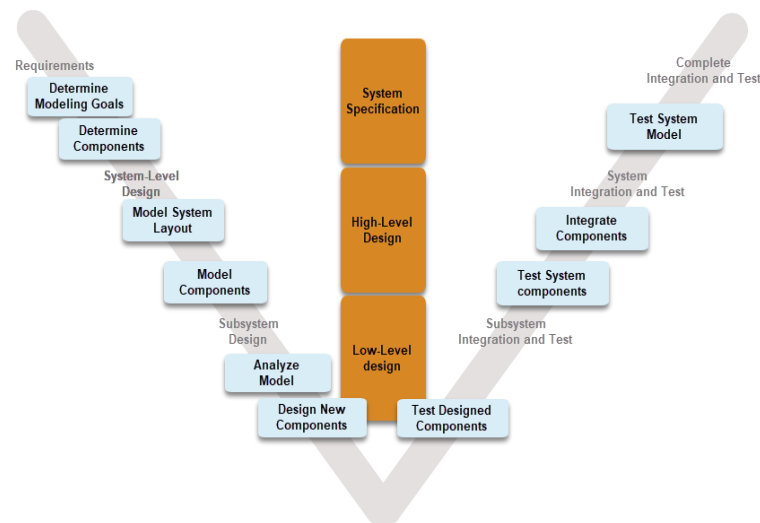 Requirements
Determine
Modeling Goals
Determine
Components
System-Level
Design
Model System
Layout
Model
Components
Subsystem
Design
Analyze
Model
Design New
Components
System
Specification
High-Level
Design
Low-Level
design
Complete
Integration and Test
Test System
Model
System
Integration and Test
Integrate
Components
Test System
components
Subsystem
Integration and Test
Test Designed
Components